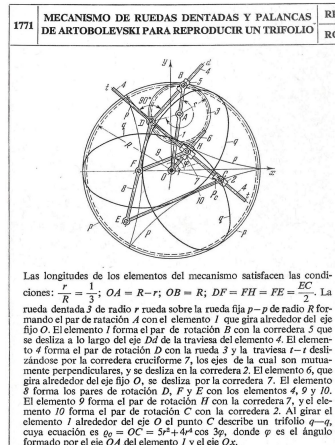 1771
MECANISMO DE RUEDAS DENTADAS Y PALANCAS
DE ARTOBOLEVSKI PARA REPRODUCIR UN TRIFOLIO
Las longitudes de los elementos del mecanismo satisfacen las condi-
ciones: r/R = 1/3; OA = R−r; OB = R; DF = FH = FE = EC/2. La
rueda dentada 3 de radio r rueda sobre la rueda fija p—p de radio R for-
mando el par de rotación A con el elemento 1 que gira alrededor del eje
fijo O. El elemento 1 forma el par de rotación B con la corredera 5 que
se desliza a lo largo del eje Dd de la traviesa del elemento 4. El elemen-
to 4 forma el par de rotación D con la rueda 3 y la traviesa t—t desli-
zándose por la corredera cruciforme 7, los ejes de la cual son mutua-
mente perpendiculares, y se desliza en la corredera 2. El elemento 6, que
gira alrededor del eje fijo O, se desliza por la corredera 7. El elemento
8 forma los pares de rotación D, F y E con los elementos 4, 9 y 10.
El elemento 9 forma el par de rotación H con la corredera 7, y el ele-
mento 10 forma el par de rotación C con la corredera 2. Al girar el
elemento 1 alrededor del eje O el punto C describe un trifolio q—q,
cuya ecuación es
formado por el eje OA del elemento 1 y el eje Ox.